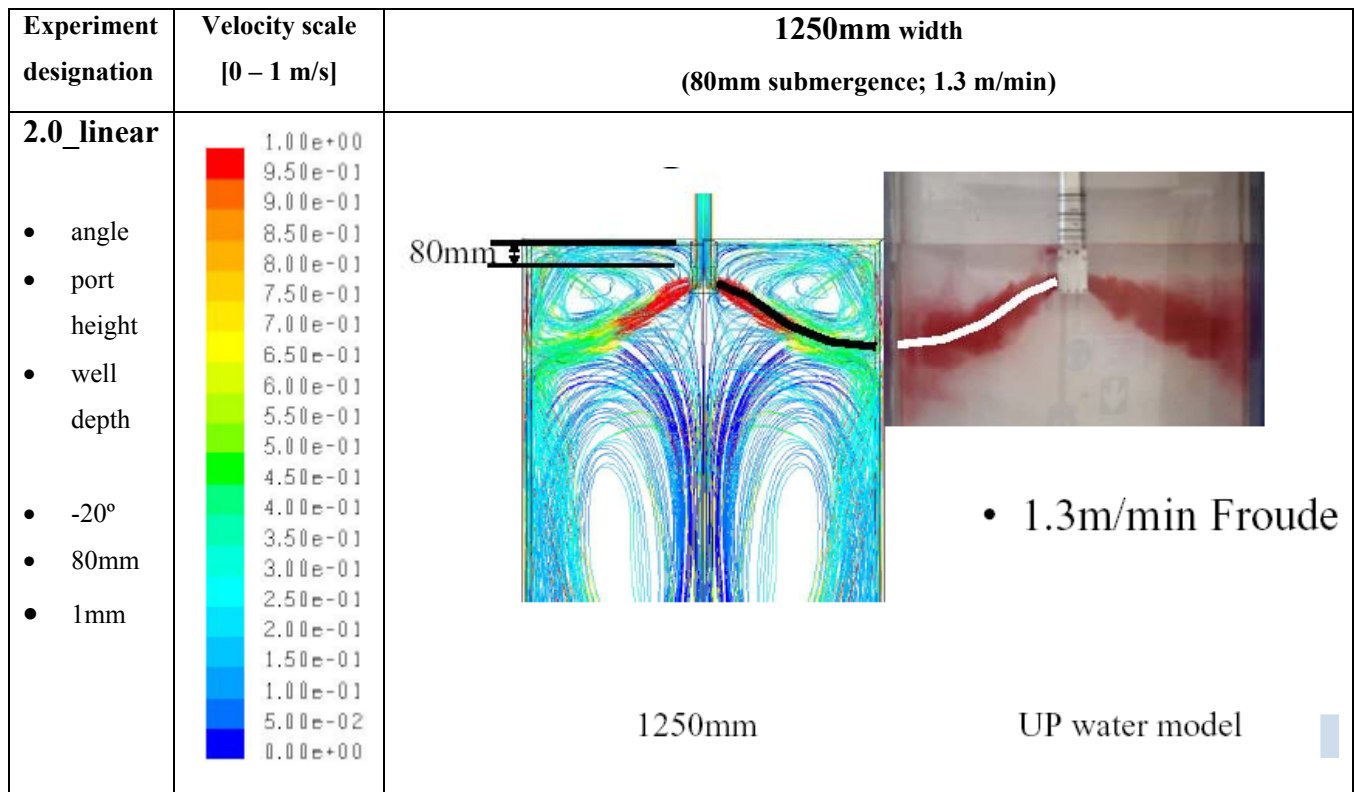 Experiment
designation
Velocity scale
[0 – 1 m/s]
1250mm width
(80mm submergence; 1.3 m/min)
2.0_linear
• angle
• port
height
• well
depth
• -20º
• 80mm
• 1mm
1.00e+00
9.50e-01
9.00e-01
8.50e-01
8.00e-01
7.50e-01
7.00e-01
6.50e-01
6.00e-01
5.50e-01
5.00e-01
4.50e-01
4.00e-01
3.50e-01
3.00e-01
2.50e-01
2.00e-01
1.50e-01
1.00e-01
5.00e-02
0.00e+00
80mm
• 1.3m/min Froude
1250mm
UP water model